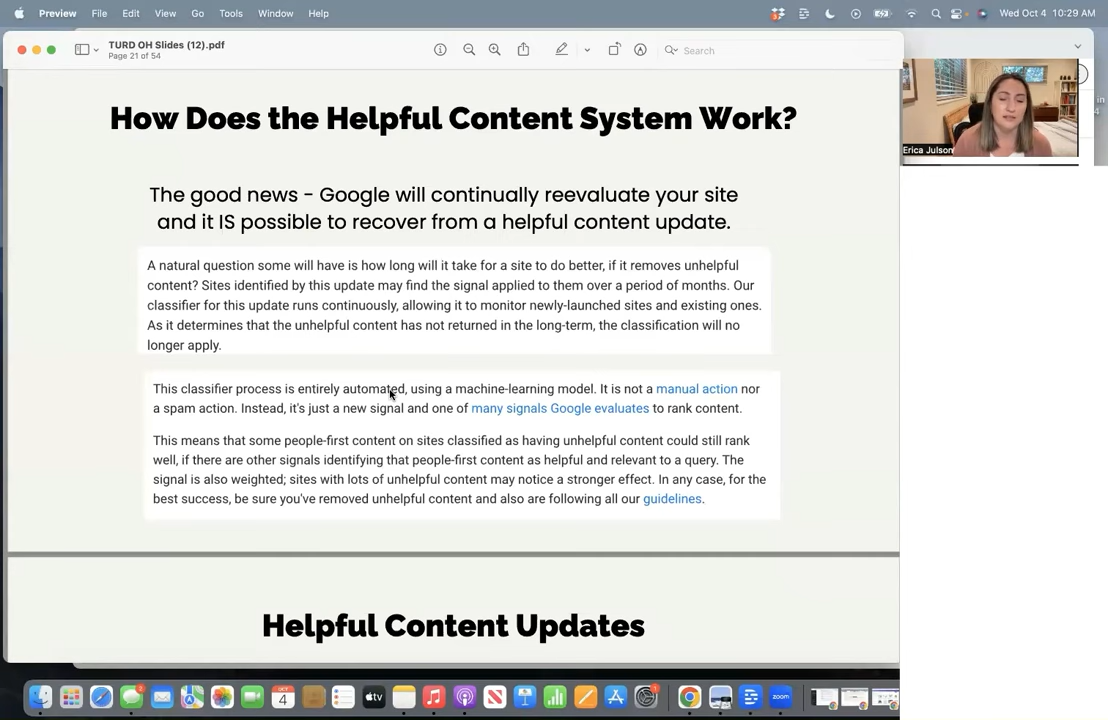 Preview File Edit View Go Tools Window Help Wed Oct 4 10:29 AM
TURD OH Slides (12).pdf
Page 21 of 54
Search
in
4
How Does the Helpful Content System Work?
Erica Julson
The good news - Google will continually reevaluate your site
and it IS possible to recover from a helpful content update.
A natural question some will have is how long will it take for a site to do better, if it removes unhelpful
content? Sites identified by this update may find the signal applied to them over a period of months. Our
classifier for this update runs continuously, allowing it to monitor newly-launched sites and existing ones.
As it determines that the unhelpful content has not returned in the long-term, the classification will no
longer apply.
This classifier process is entirely automated, using a machine-learning model. It is not a manual action nor
a spam action. Instead, it's just a new signal and one of many signals Google evaluates to rank content.
This means that some people-first content on sites classified as having unhelpful content could still rank
well, if there are other signals identifying that people-first content as helpful and relevant to a query. The
signal is also weighted; sites with lots of unhelpful content may notice a stronger effect. In any case, for the
best success, be sure you've removed unhelpful content and also are following all our guidelines.
Helpful Content Updates
OCT
4
tv
zoom